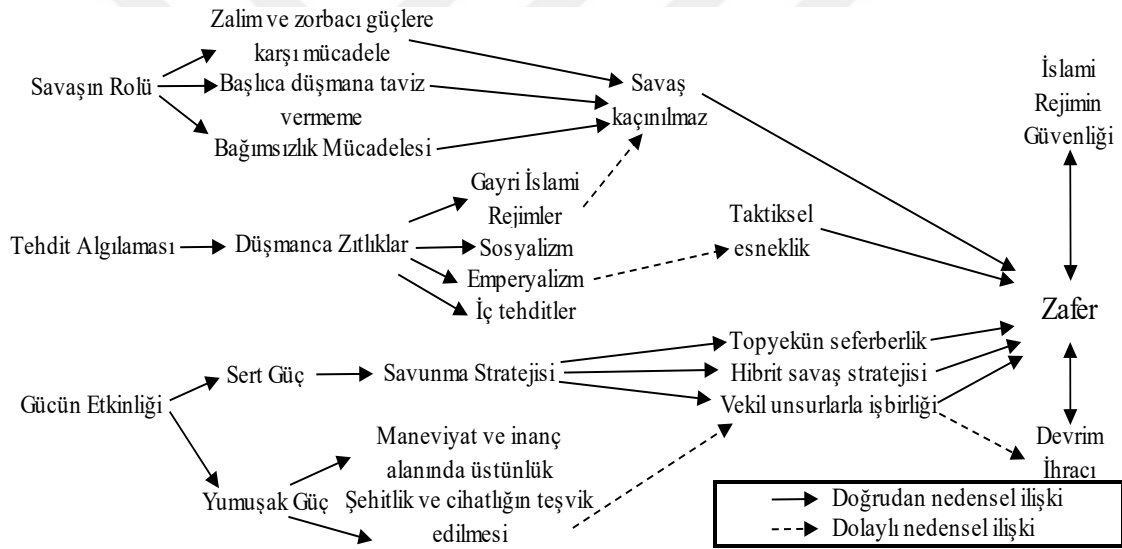 Zalim ve zorbacı güçlere
karşı mücadele
Savaşın Rolü
Başlıca düşmana taviz
vermeme
Bağımsızlık Mücadelesi
Savaş
kaçınılmaz
İslami
Rejimin
Güvenliği
Tehdit Algılaması
Düşmanca Zıtlıklar
Gayri İslami
Rejimler
Sosyalizm
Emperyalizm
İç tehditler
Taktiksel
esneklik
Zafer
Gücün Etkinliği
Sert Güç
Savunma Stratejisi
Topyekün seferberlik
Hibrit savaş stratejisi
Vekil unsurlarla işbirliği
Yumuşak Güç
Maneviyat ve inanç
alanında üstünlük
Şehitlik ve cihatlığın teşvik
edilmesi
Devrim
İhracı
Doğrudan nedensel ilişki
Dolaylı nedensel ilişki